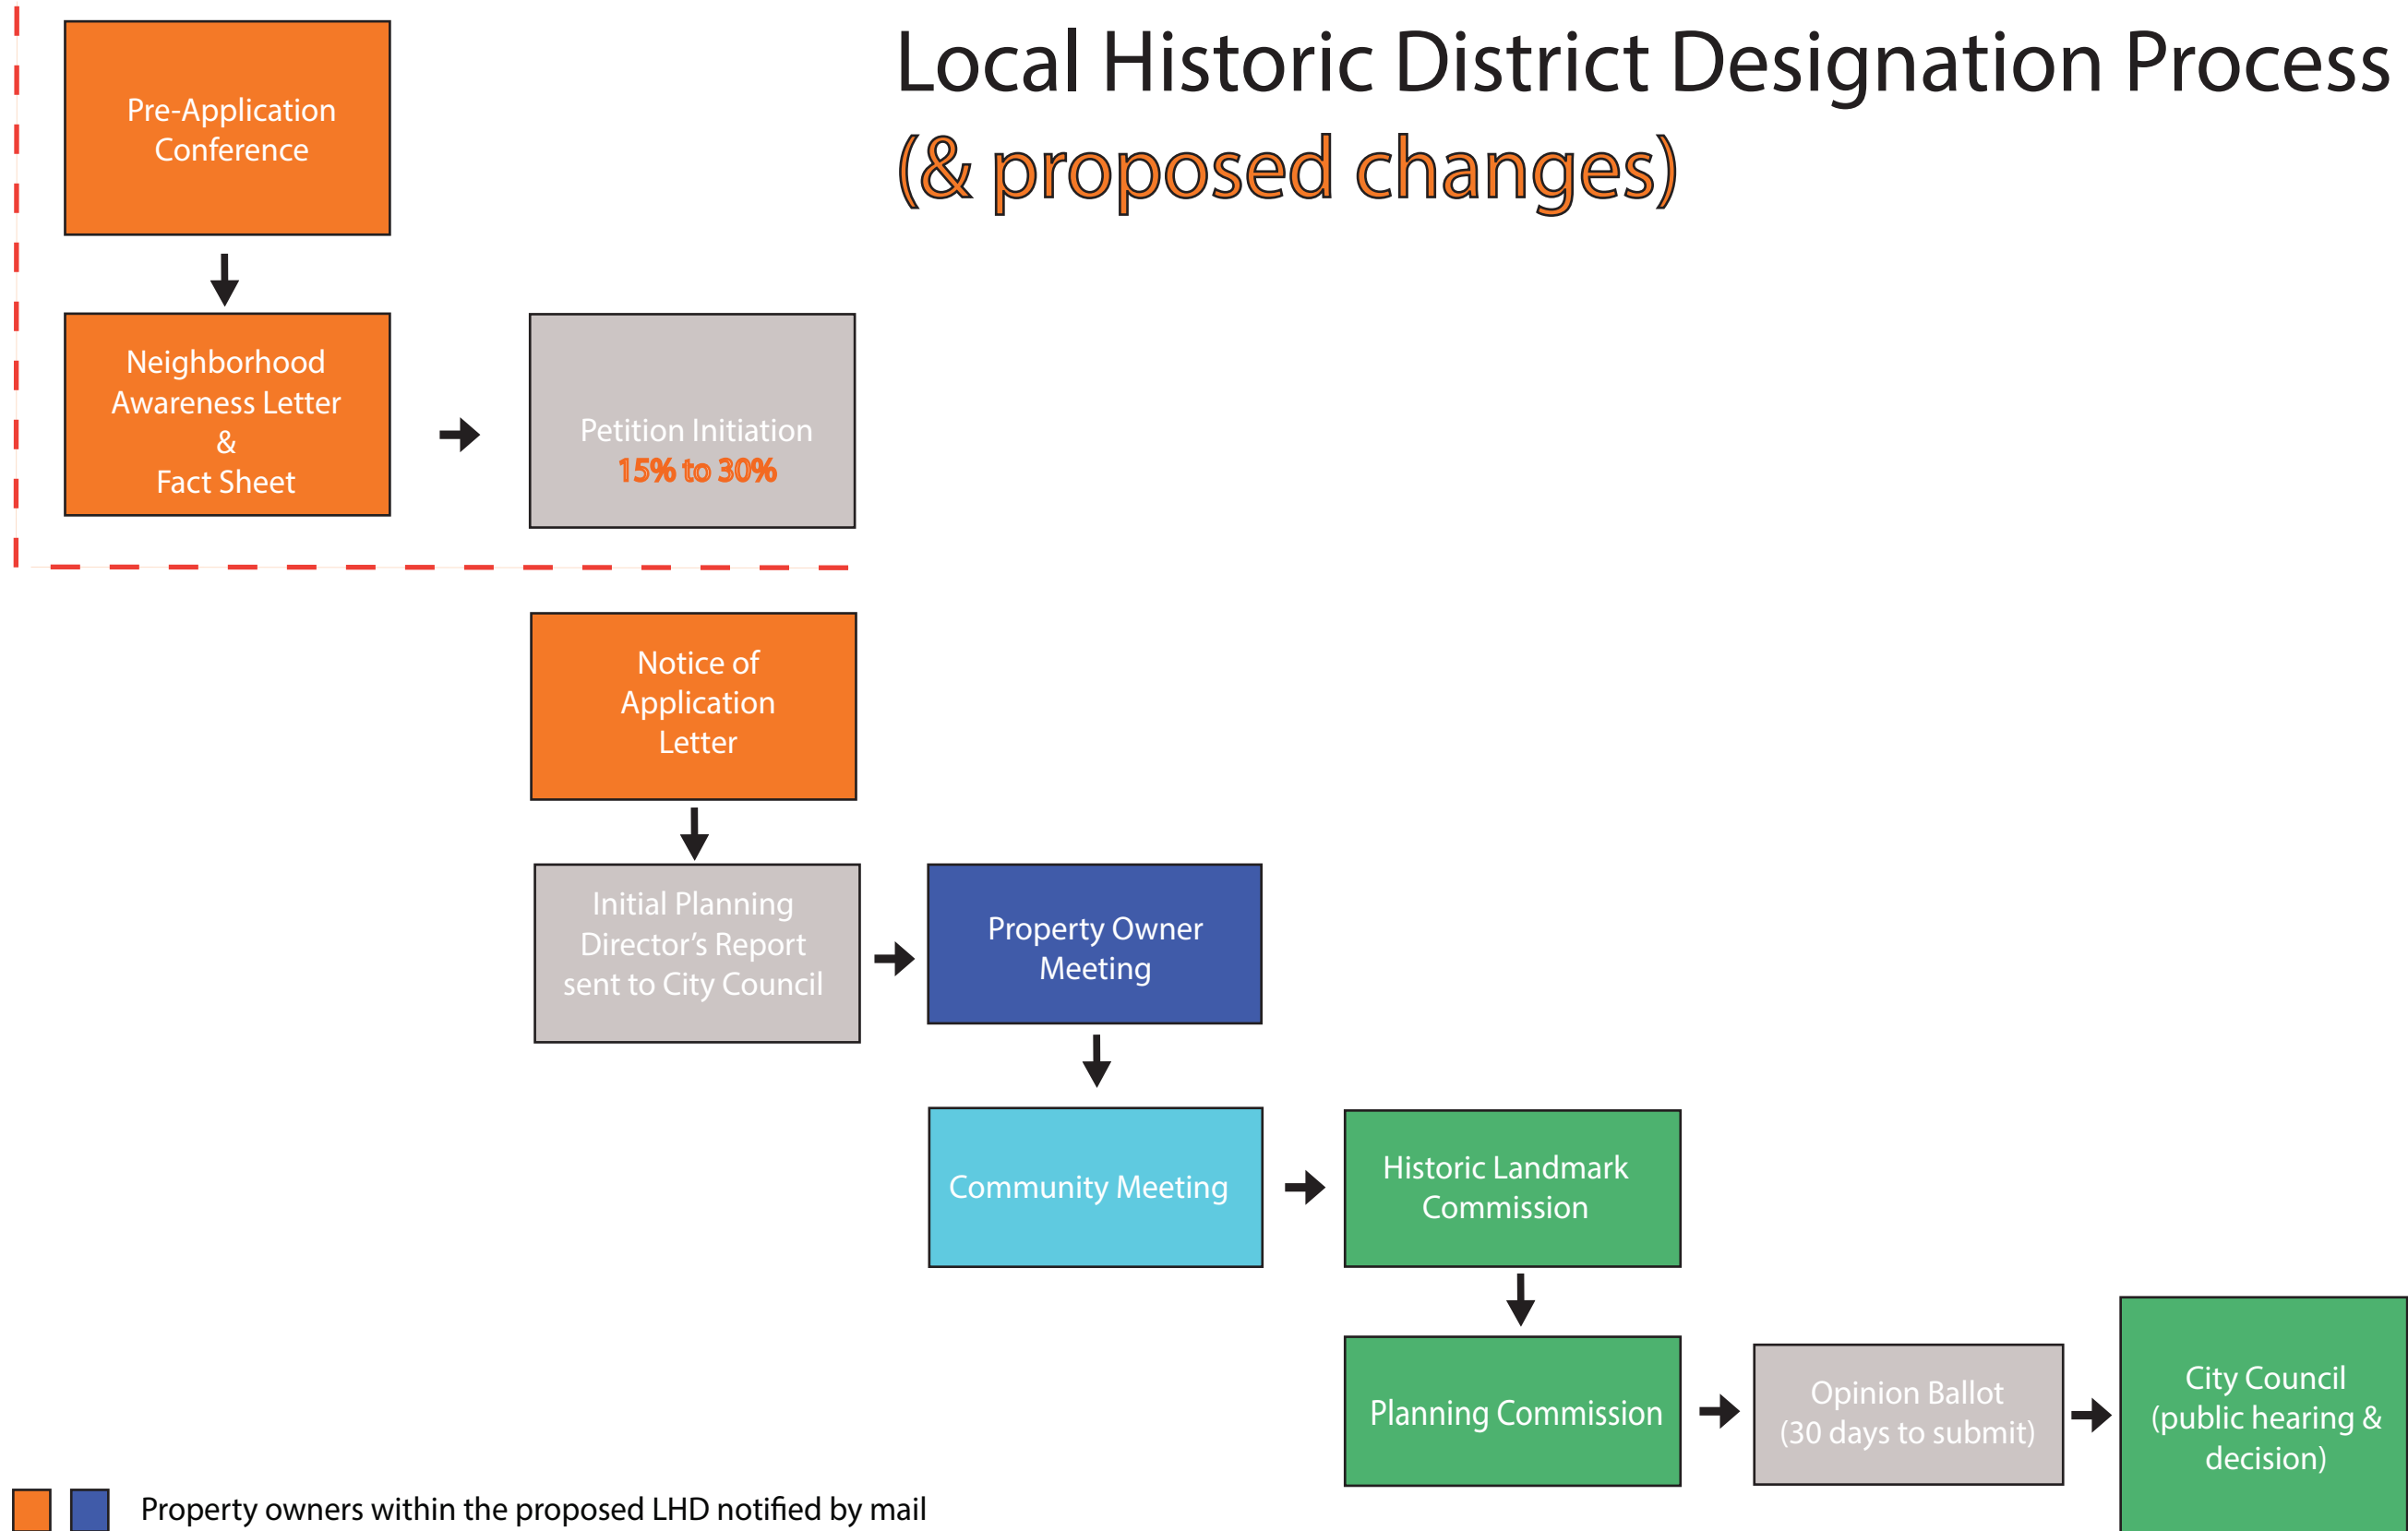 Local Historic District Designation Process
(& proposed changes)
Pre-Application
Conference
Neighborhood
Awareness Letter
&
Fact Sheet
Petition Initiation
15% to 30%
Notice of
Application
Letter
Initial Planning
Director’s Report
sent to City Council
Property Owner
Meeting
Community Meeting
Historic Landmark
Commission
Planning Commission
Opinion Ballot
(30 days to submit)
City Council
(public hearing &
decision)
Property owners within the proposed LHD notified by mail